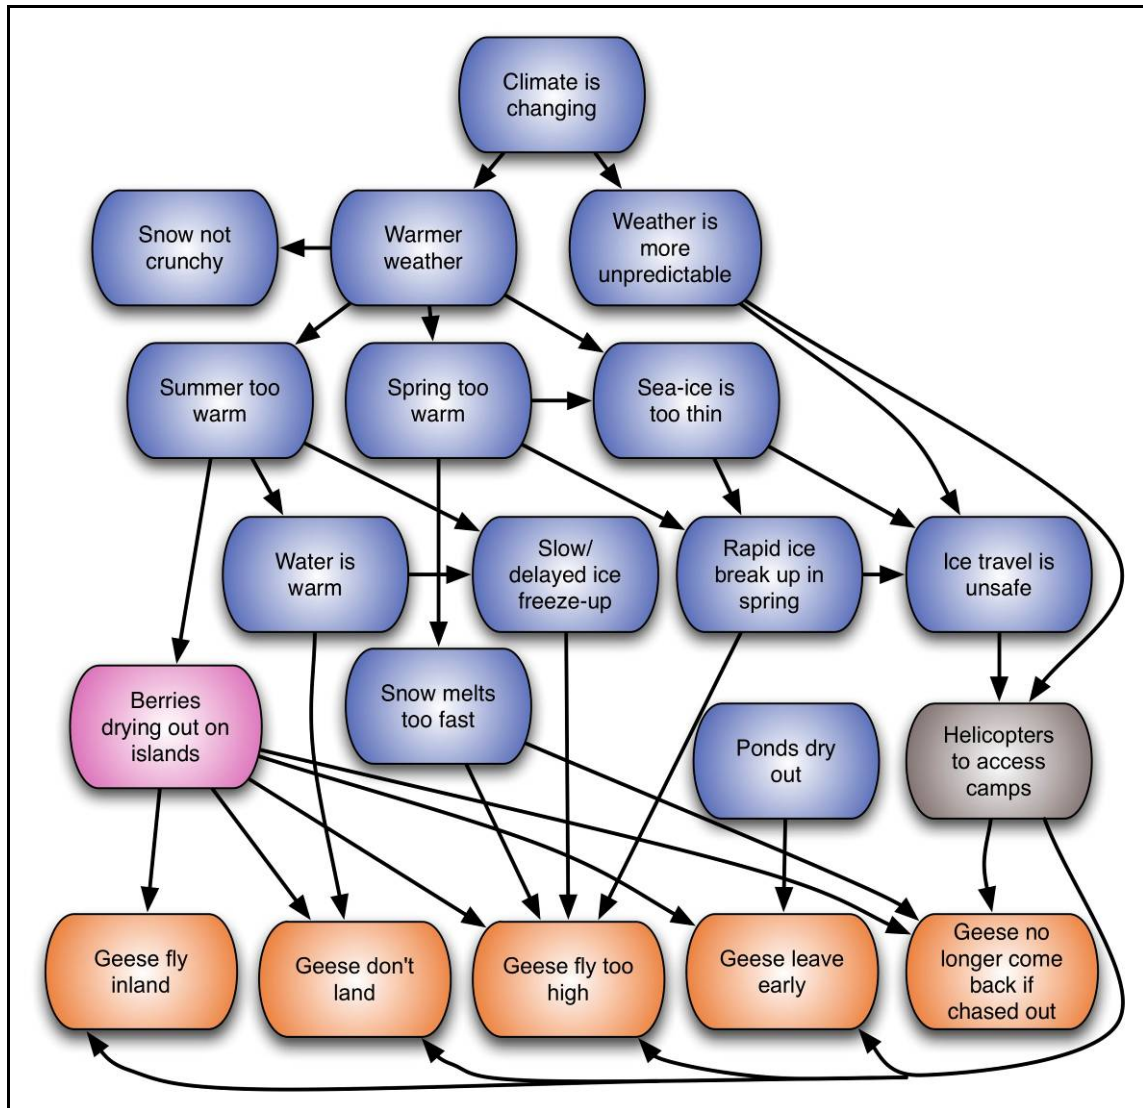 Climate is
changing
Snow not
crunchy
Warmer
weather
Weather is
more
unpredictable
Summer too
warm
Spring too
warm
Sea-ice is
too thin
Water is
warm
Slow/
delayed ice
freeze-up
Rapid ice
break up in
spring
Ice travel is
unsafe
Berries
drying out on
islands
Snow melts
too fast
Ponds dry
out
Helicopters
to access
camps
Geese fly
inland
Geese don't
land
Geese fly too
high
Geese leave
early
Geese no
longer come
back if
chased out